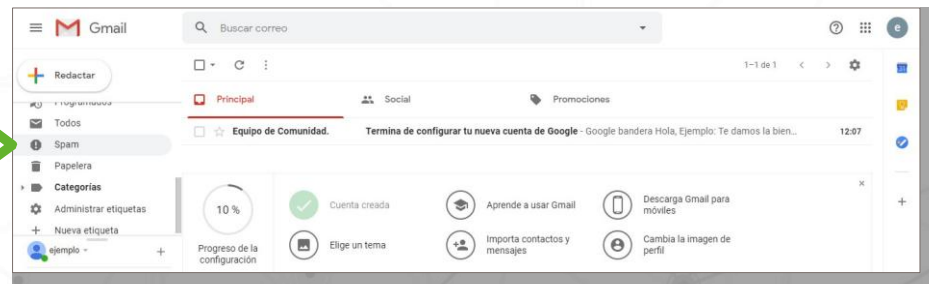 Gmail
Buscar correo
e
Redactar
1-1 de 1
Programados
Principal
Social
Promociones
Todos
Equipo de Comunidad. Termina de configurar tu nueva cuenta de Google - Google bandera Hola, Ejemplo: Te damos la bien... 12:07
Spam
Papelera
Categorías
Administrar etiquetas
Nueva etiqueta
ejemplo
10 %
Progreso de la
configuración
Cuenta creada
Aprende a usar Gmail
Descarga Gmail para
móviles
Elige un tema
Importa contactos y
mensajes
Cambia la imagen de
perfil